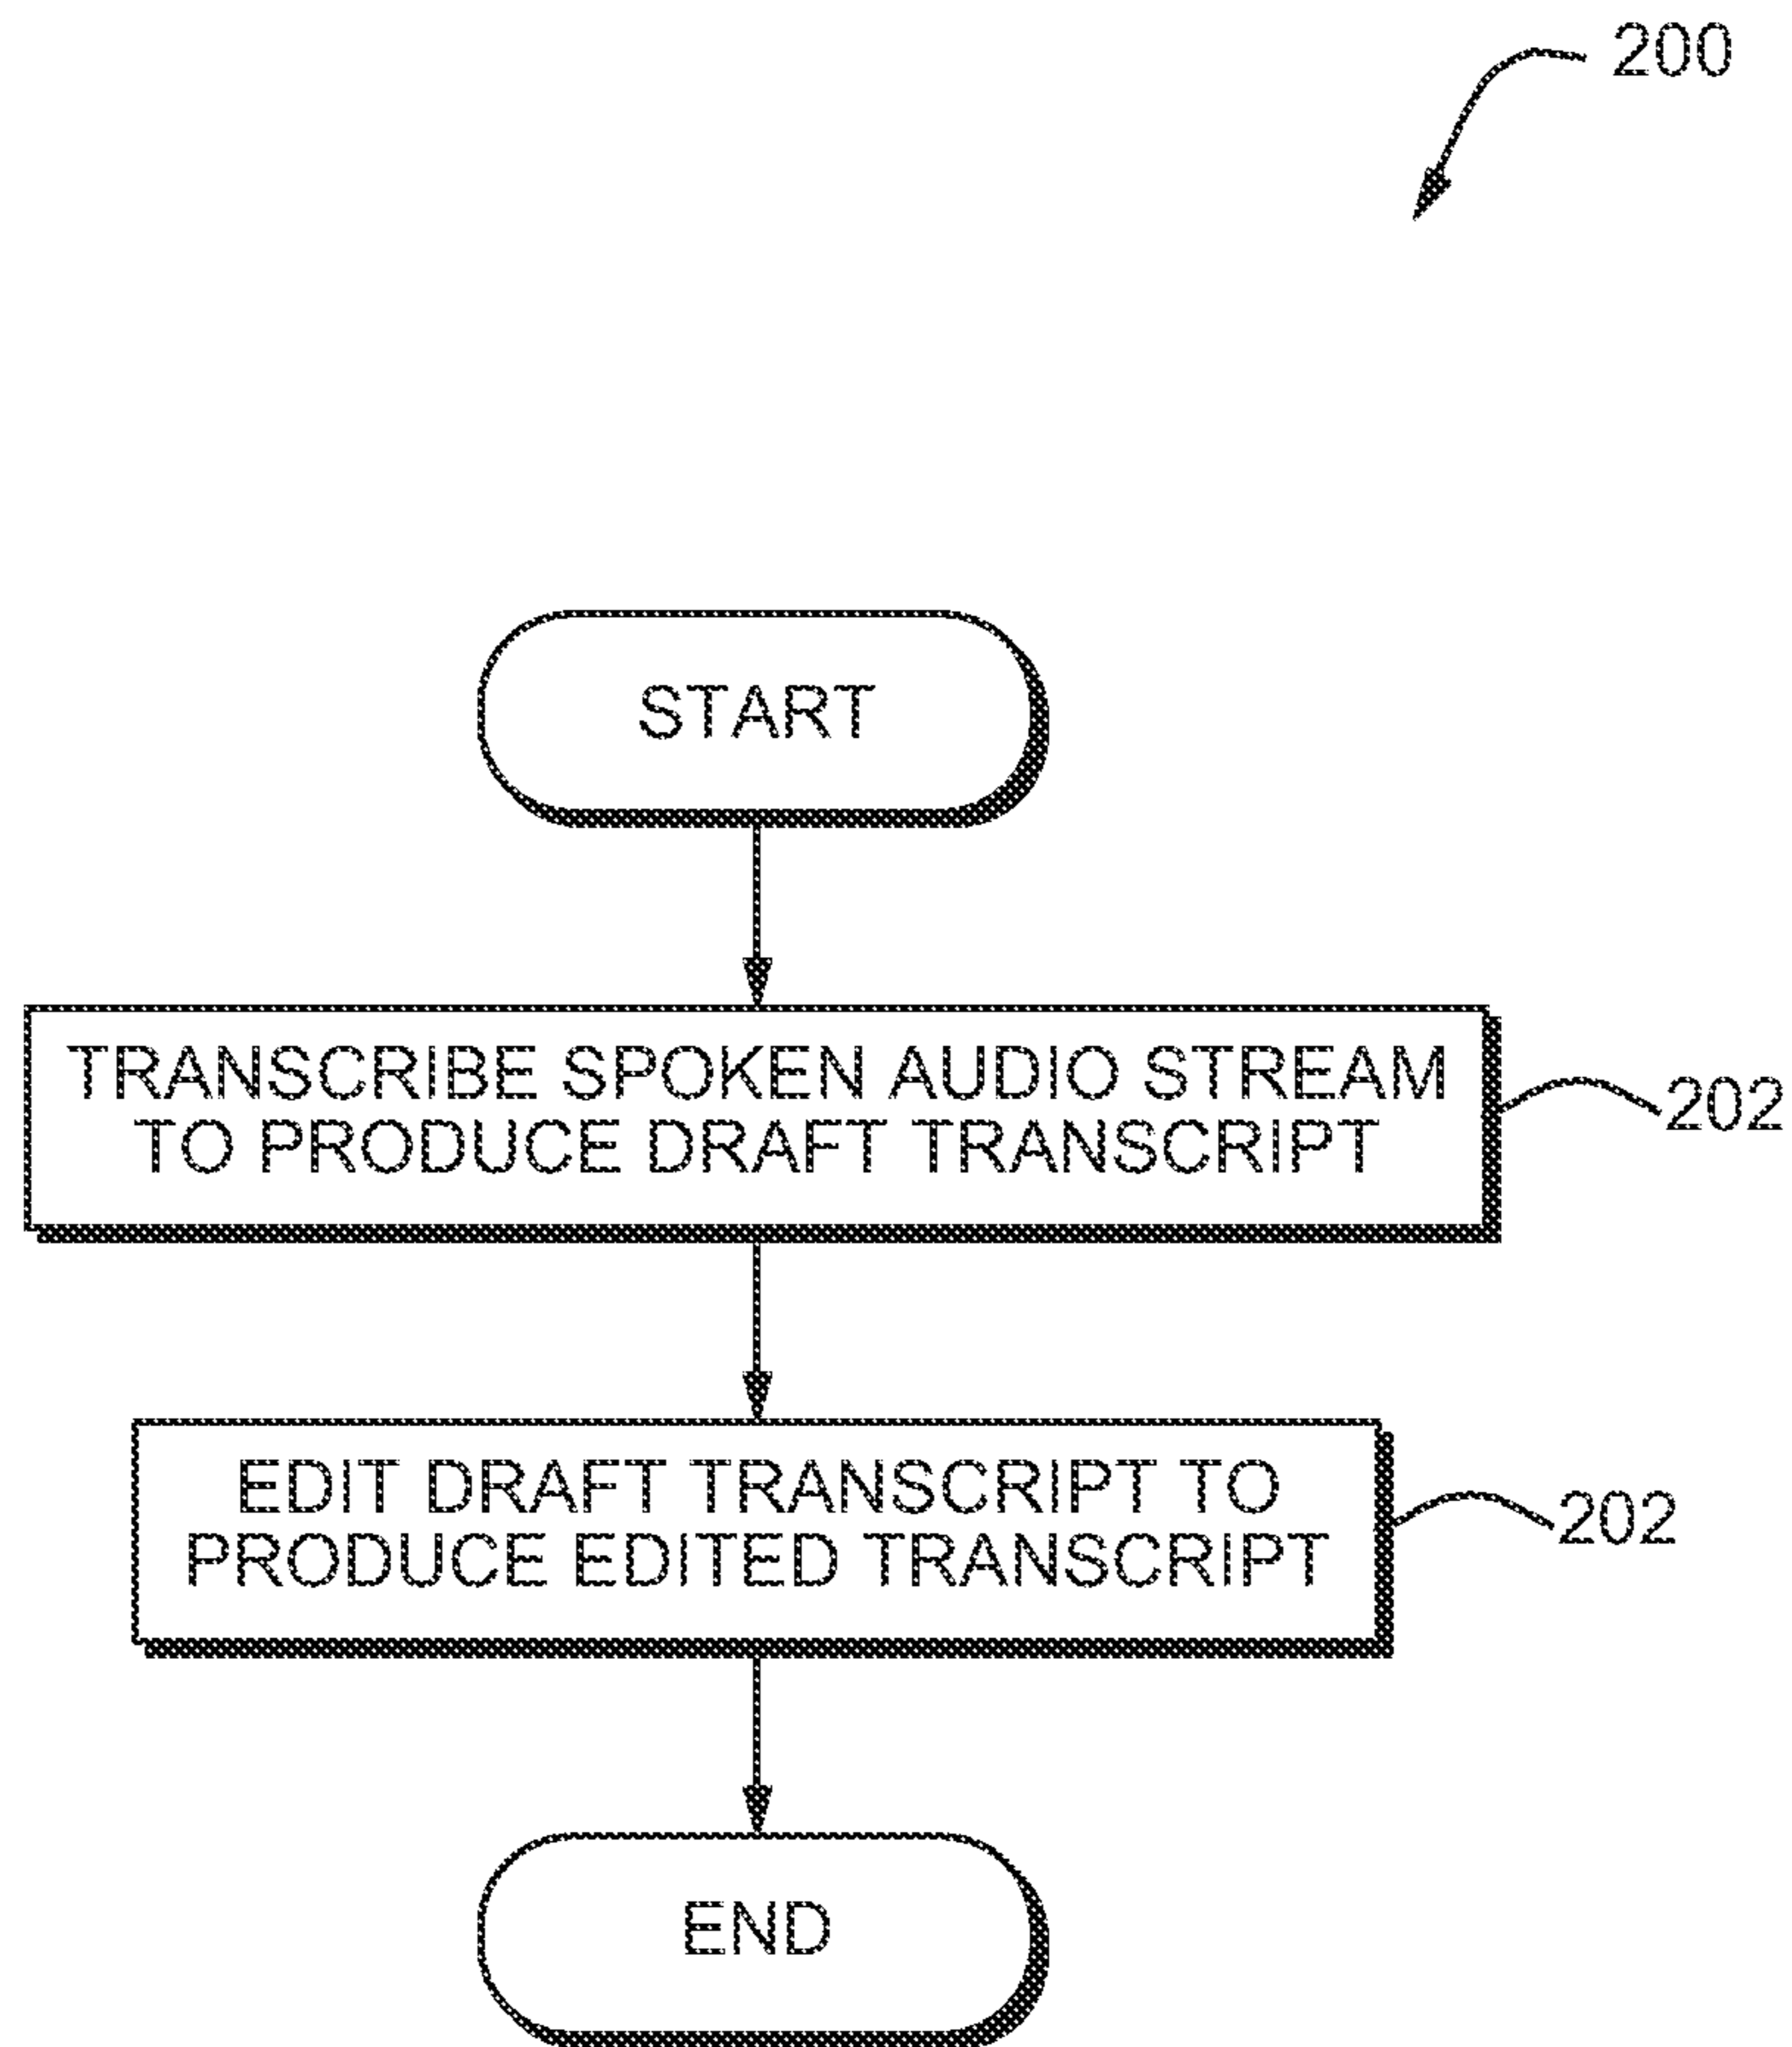 200
START
TRANSCRIBE SPOKEN AUDIO STREAM
TO PRODUCE DRAFT TRANSCRIPT
202
EDIT DRAFT TRANSCRIPT TO
PRODUCE EDITED TRANSCRIPT
202
END